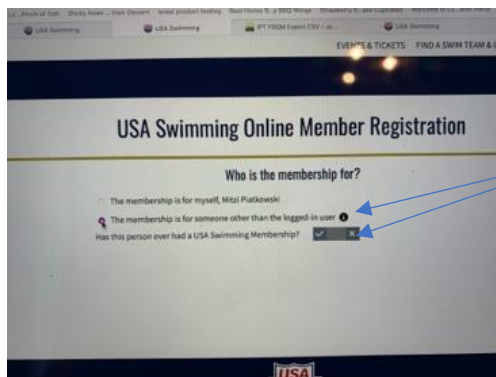 USA Swimming
USA Swimming
USA Swimming
EVENTS & TICKETS FIND A SWIM TEAM &
USA Swimming Online Member Registration
Who is the membership for?
The membership is for myself, Mitzi Piatkowski
The membership is for someone other than the logged-in user
Has this person ever had a USA Swimming Membership?
USA